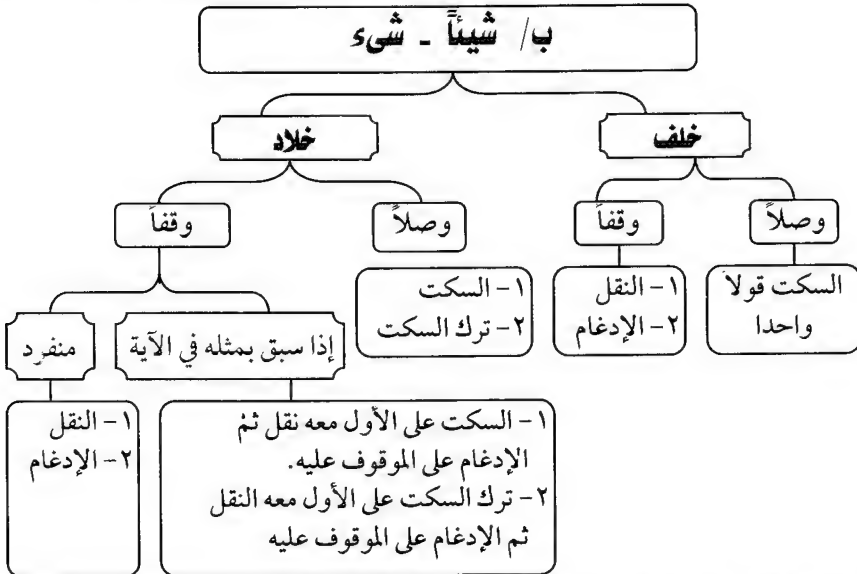 ب/ شيئاً - شىء
خلف
خلاد
وصلاً
وقفاً
وصلاً
وقفاً
السكت قولاً
واحدا
١- النقل
٢- الإدغام
١- السكت
٢- ترك السكت
إذا سبق بمثله في الآية
منفرد
١- السكت على الأول معه نقل ثم
الإدغام على الموقوف عليه.
٢- ترك السكت على الأول معه النقل
ثم الإدغام على الموقوف عليه
١- النقل
٢- الإدغام